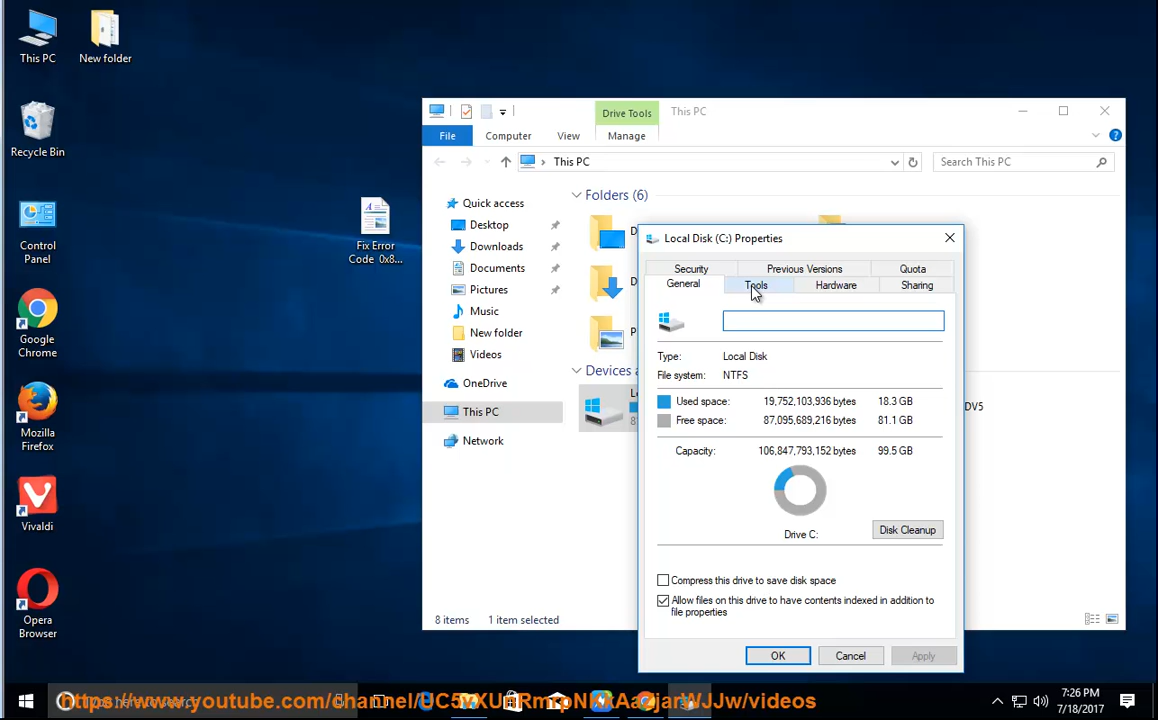 This PC
New folder
Recycle Bin
Control
Panel
Google
Chrome
Mozilla
Firefox
Vivaldi
Opera
Browser
Fix Error
Code 0x8...
Drive Tools
This PC
File
Computer
View
Manage
This PC
Search This PC
Quick access
Desktop
Downloads
Documents
Pictures
Music
New folder
Videos
OneDrive
This PC
Network
Folders (6)
Devices a
8 items
1 item selected
Local Disk (C:) Properties
Security
Previous Versions
Quota
General
Tools
Hardware
Sharing
Type: Local Disk
File system: NTFS
Used space: 19,752,103,936 bytes 18.3 GB
Free space: 87,095,689,216 bytes 81.1 GB
Capacity: 106,847,793,152 bytes 99.5 GB
Drive C:
Disk Cleanup
Compress this drive to save disk space
Allow files on this drive to have contents indexed in addition to
file properties
OK
Cancel
Apply
7:26 PM
7/18/2017